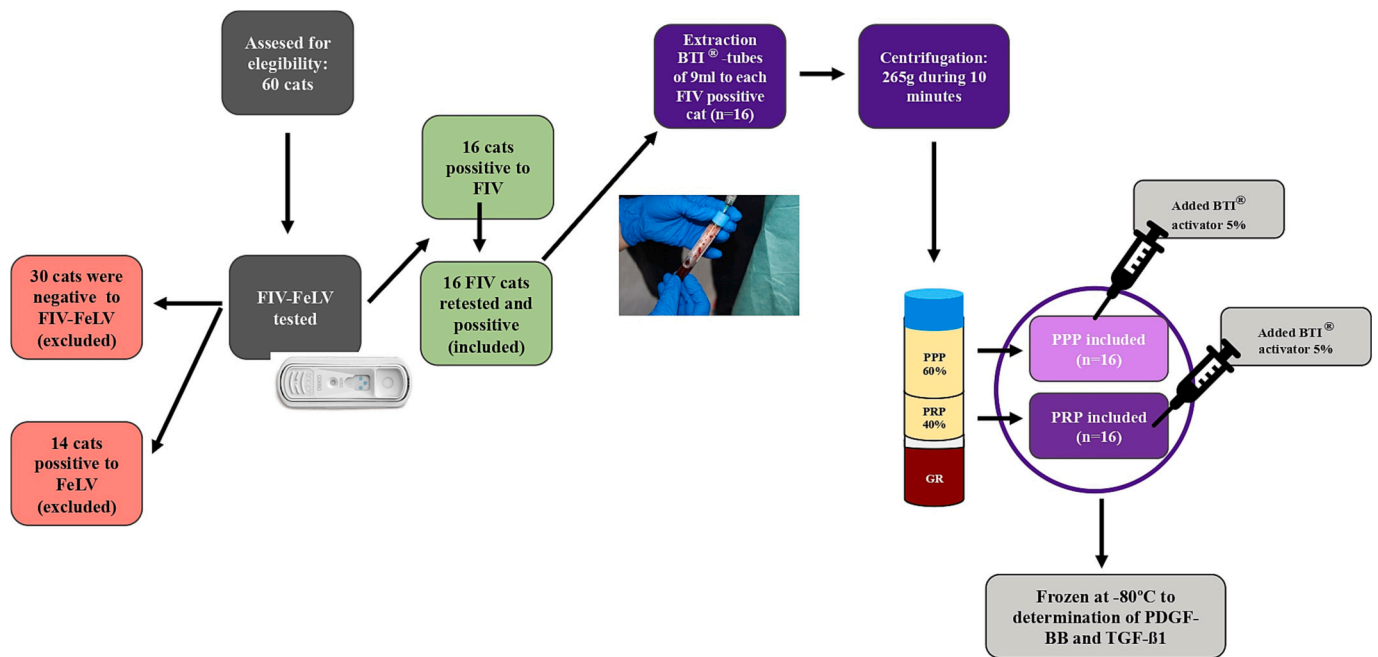 Assesed for
elegibility:
60 cats
FIV-FeLV
tested
30 cats were
negative to
FIV-FeLV
(excluded)
14 cats
possitive to
FeLV
(excluded)
16 cats
possitive to
FIV
16 FIV cats
retested and
possitive
(included)
Extraction
BTI® -tubes
of 9ml to each
FIV possitive
cat (n=16)
Centrifugation:
265g during 10
minutes
PPP
60%
PRP
40%
GR
PPP included
(n=16)
PRP included
(n=16)
Added BTI®
activator 5%
Added BTI®
activator 5%
Frozen at -80ºC to
determination of PDGF-
BB and TGF-ß1